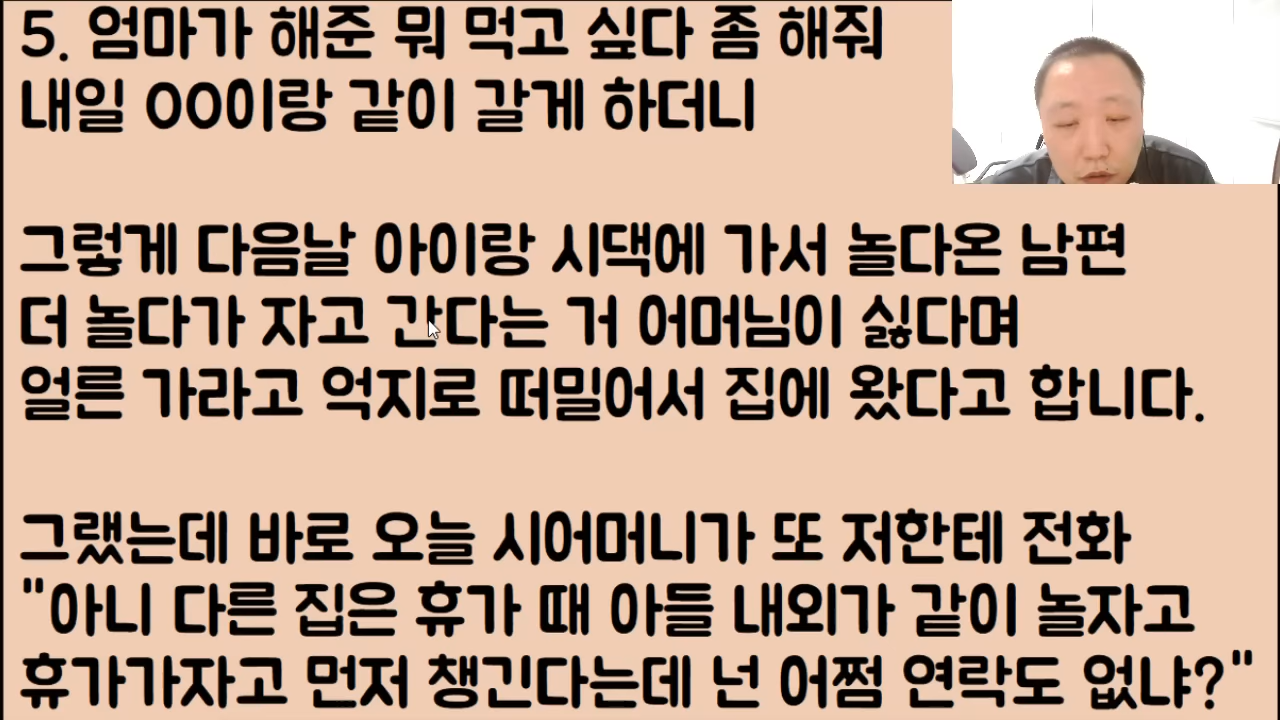 5. 엄마가 해준 뭐 먹고 싶다 좀 해줘
내일 OO이랑 같이 갈게 하더니
그렇게 다음날 아이랑 시댁에 가서 놀다온 남편
더 놀다가 자고 간다는 거 어머님이 싫다며
얼른 가라고 억지로 떠밀어서 집에 왔다고 합니다.
그랬는데 바로 오늘 시어머니가 또 저한테 전화
"아니 다른 집은 휴가 때 아들 내외가 같이 놀자고
휴가가자고 먼저 챙긴다는데 넌 어쩜 연락도 없냐?"